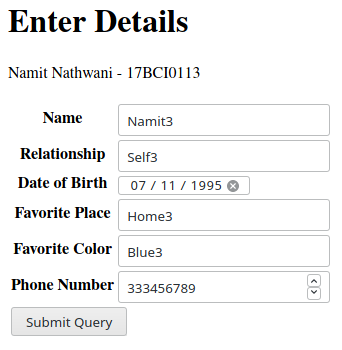 Enter Details
Namit Nathwani - 17BCI0113
Name Namit3
Relationship Self3
Date of Birth 07 / 11 / 1995
Favorite Place Home3
Favorite Color Blue3
Phone Number 333456789
Submit Query